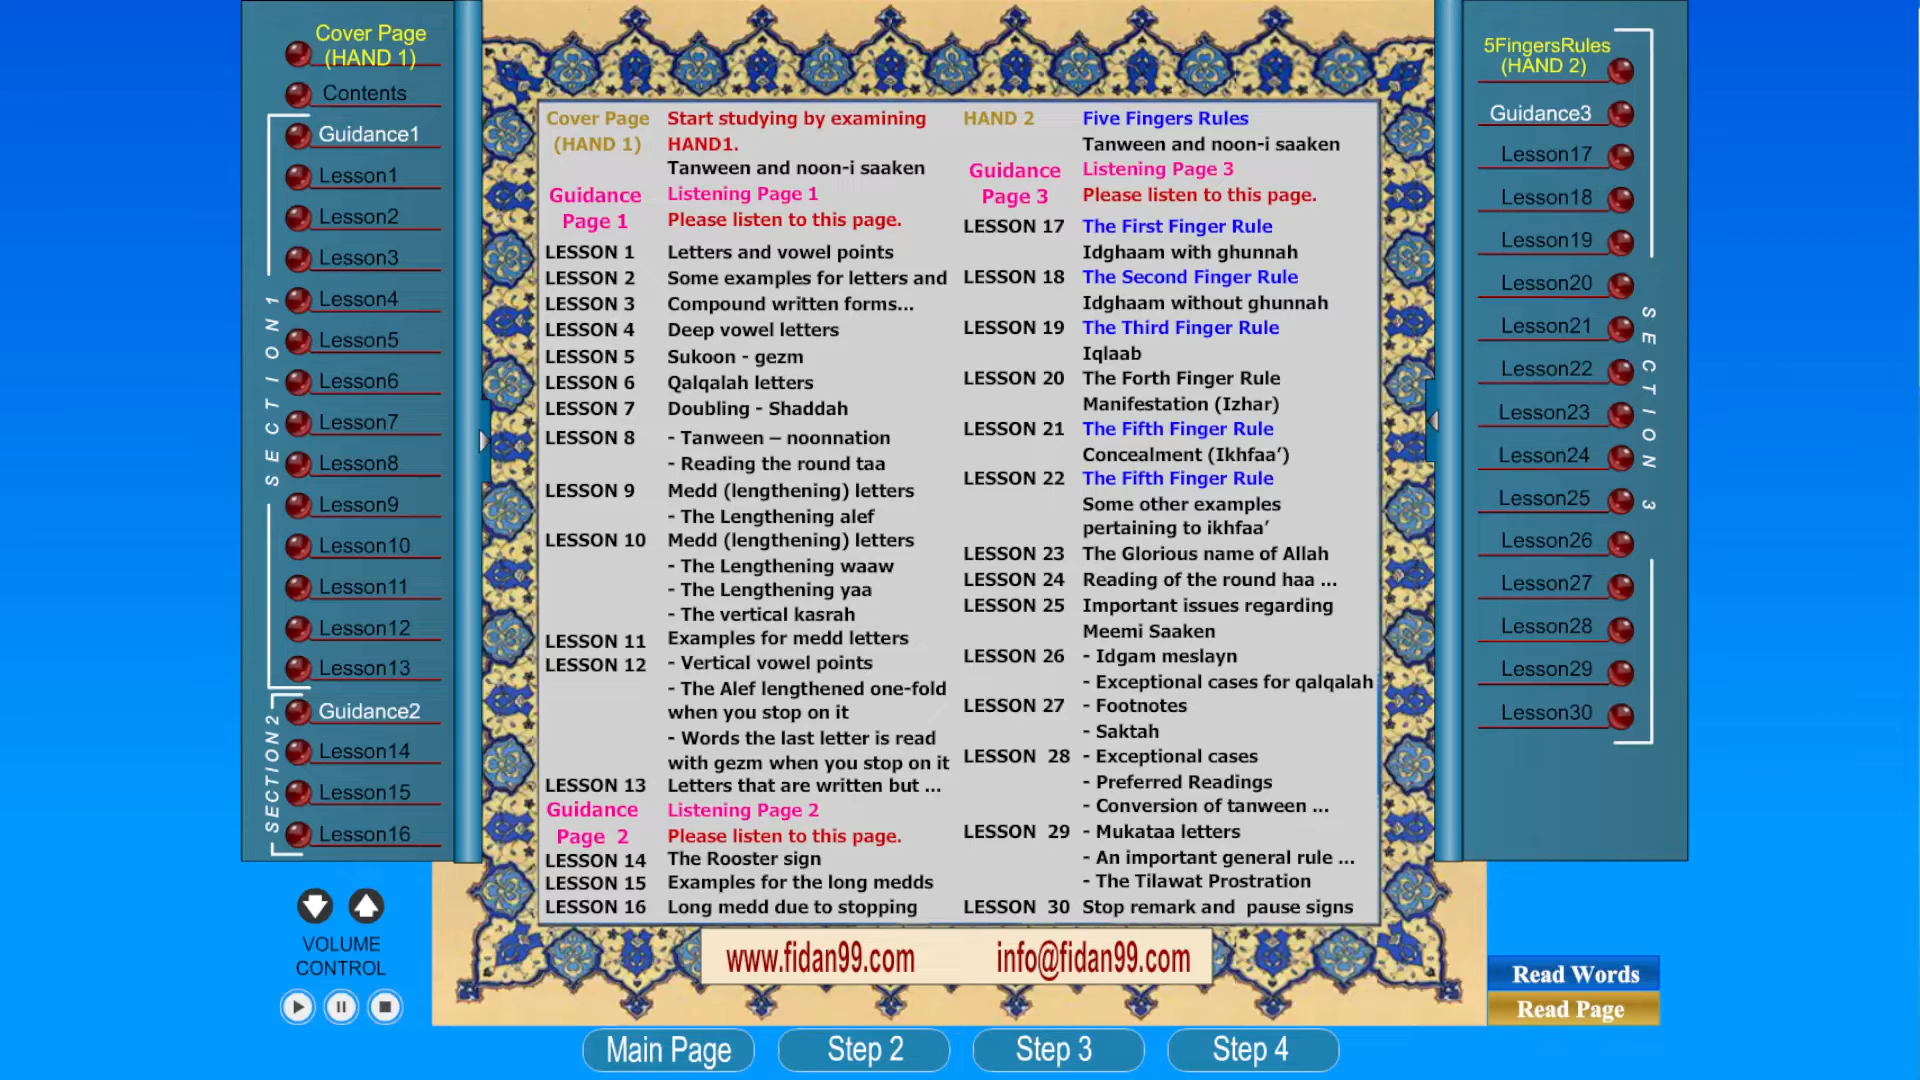 Cover Page
(HAND 1)
Contents
Guidance1
Lesson1
Lesson2
Lesson3
Lesson4
Lesson5
Lesson6
Lesson7
Lesson8
Lesson9
Lesson10
Lesson11
Lesson12
Lesson13
Guidance2
Lesson14
Lesson15
Lesson16
SECTION 1
SECTION 2
VOLUME
CONTROL
Cover Page Start studying by examining
(HAND 1) HAND1.
Tanween and noon-i saaken
Guidance Listening Page 1
Page 1 Please listen to this page.
LESSON 1 Letters and vowel points
LESSON 2 Some examples for letters and
LESSON 3 Compound written forms...
LESSON 4 Deep vowel letters
LESSON 5 Sukoon - gezm
LESSON 6 Qalqalah letters
LESSON 7 Doubling - Shaddah
LESSON 8 - Tanween – noonnation
- Reading the round taa
LESSON 9 Medd (lengthening) letters
- The Lengthening alef
LESSON 10 Medd (lengthening) letters
- The Lengthening waaw
- The Lengthening yaa
- The vertical kasrah
LESSON 11 Examples for medd letters
LESSON 12 - Vertical vowel points
- The Alef lengthened one-fold
when you stop on it
- Words the last letter is read
with gezm when you stop on it
LESSON 13 Letters that are written but ...
Guidance Listening Page 2
Page 2 Please listen to this page.
LESSON 14 The Rooster sign
LESSON 15 Examples for the long medds
LESSON 16 Long medd due to stopping
HAND 2 Five Fingers Rules
Tanween and noon-i saaken
Guidance Listening Page 3
Page 3 Please listen to this page.
LESSON 17 The First Finger Rule
Idghaam with ghunnah
LESSON 18 The Second Finger Rule
Idghaam without ghunnah
LESSON 19 The Third Finger Rule
Iqlaab
LESSON 20 The Forth Finger Rule
Manifestation (Izhar)
LESSON 21 The Fifth Finger Rule
Concealment (Ikhfaa’)
LESSON 22 The Fifth Finger Rule
Some other examples
pertaining to ikhfaa’
LESSON 23 The Glorious name of Allah
LESSON 24 Reading of the round haa ...
LESSON 25 Important issues regarding
Meemi Saaken
LESSON 26 - Idgam meslayn
- Exceptional cases for qalqalah
LESSON 27 - Footnotes
- Saktah
LESSON 28 - Exceptional cases
- Preferred Readings
- Conversion of tanween ...
LESSON 29 - Mukataa letters
- An important general rule ...
- The Tilawat Prostration
LESSON 30 Stop remark and pause signs
www.fidan99.com info@fidan99.com
5FingersRules
(HAND 2)
Guidance3
Lesson17
Lesson18
Lesson19
Lesson20
Lesson21
Lesson22
Lesson23
Lesson24
Lesson25
Lesson26
Lesson27
Lesson28
Lesson29
Lesson30
SECTION 3
Read Words
Read Page
Main Page Step 2 Step 3 Step 4